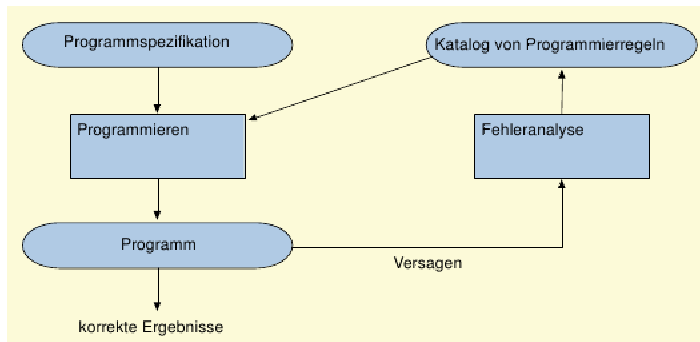 Programmspezifikation
Katalog von Programmierregeln
Programmieren
Fehleranalyse
Programm
Versagen
korrekte Ergebnisse